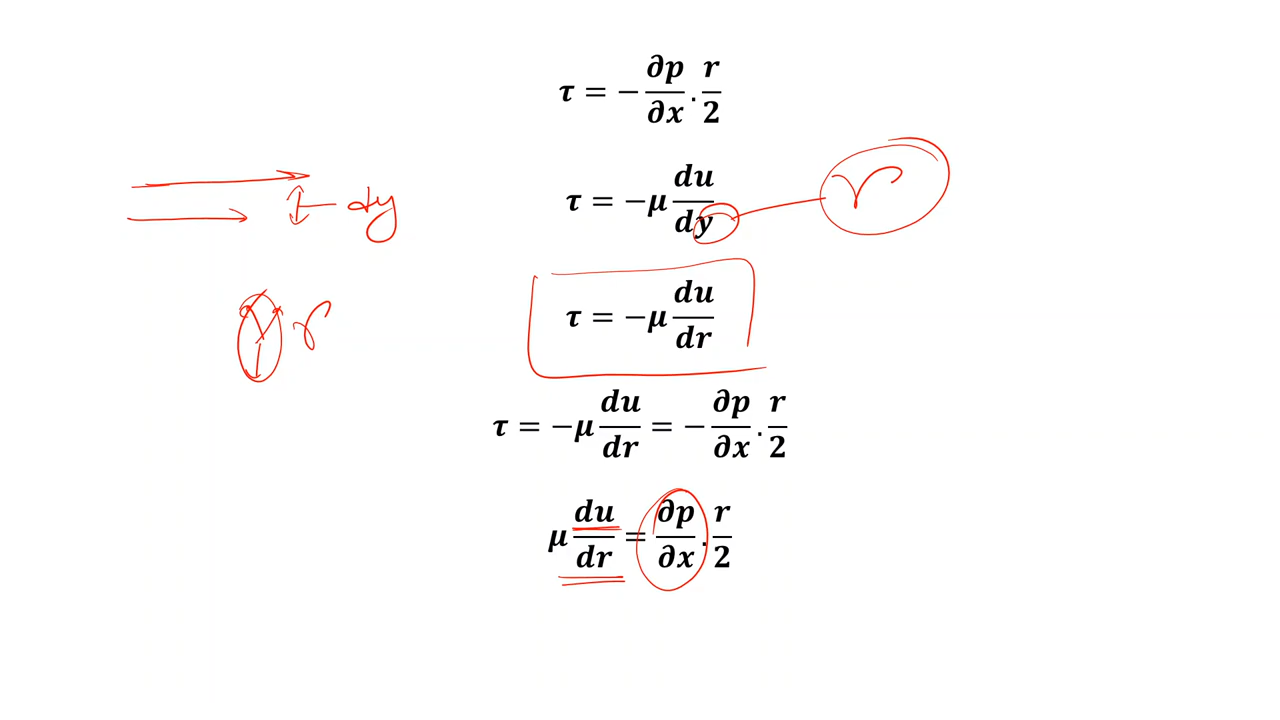 τ = −∂p/∂x . r/2
τ = −μ du/dy
r
dy
τ = −μ du/dr
r
τ = −μ du/dr = −∂p/∂x . r/2
μ du/dr = ∂p/∂x . r/2